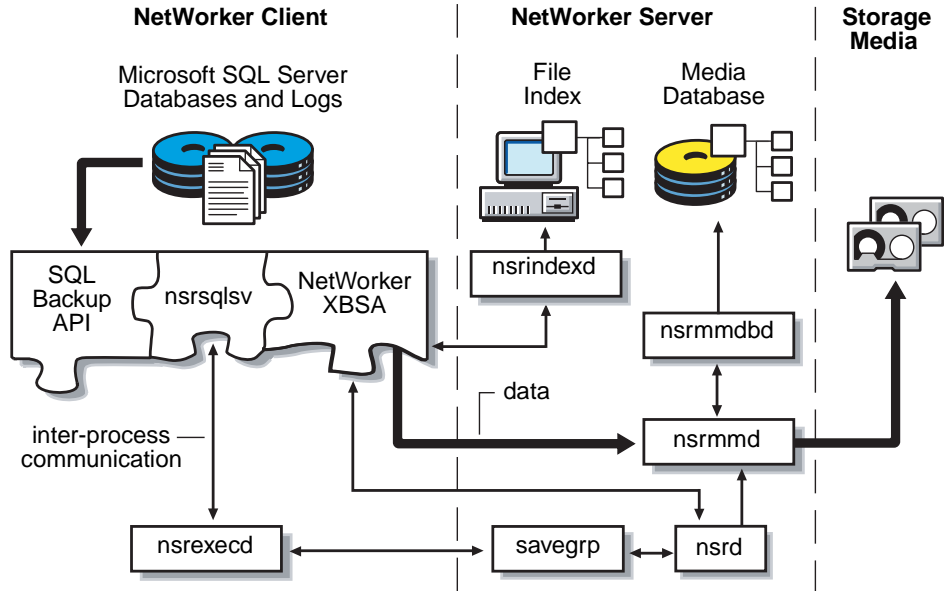 NetWorker Client
NetWorker Server
Storage
Media
Microsoft SQL Server
Databases and Logs
File
Index
Media
Database
SQL
Backup
API
nsrsqlsv
NetWorker
XBSA
nsrindexd
nsrmmdbd
data
inter-process
communication
nsrmmd
nsrexecd
savegrp
nsrd